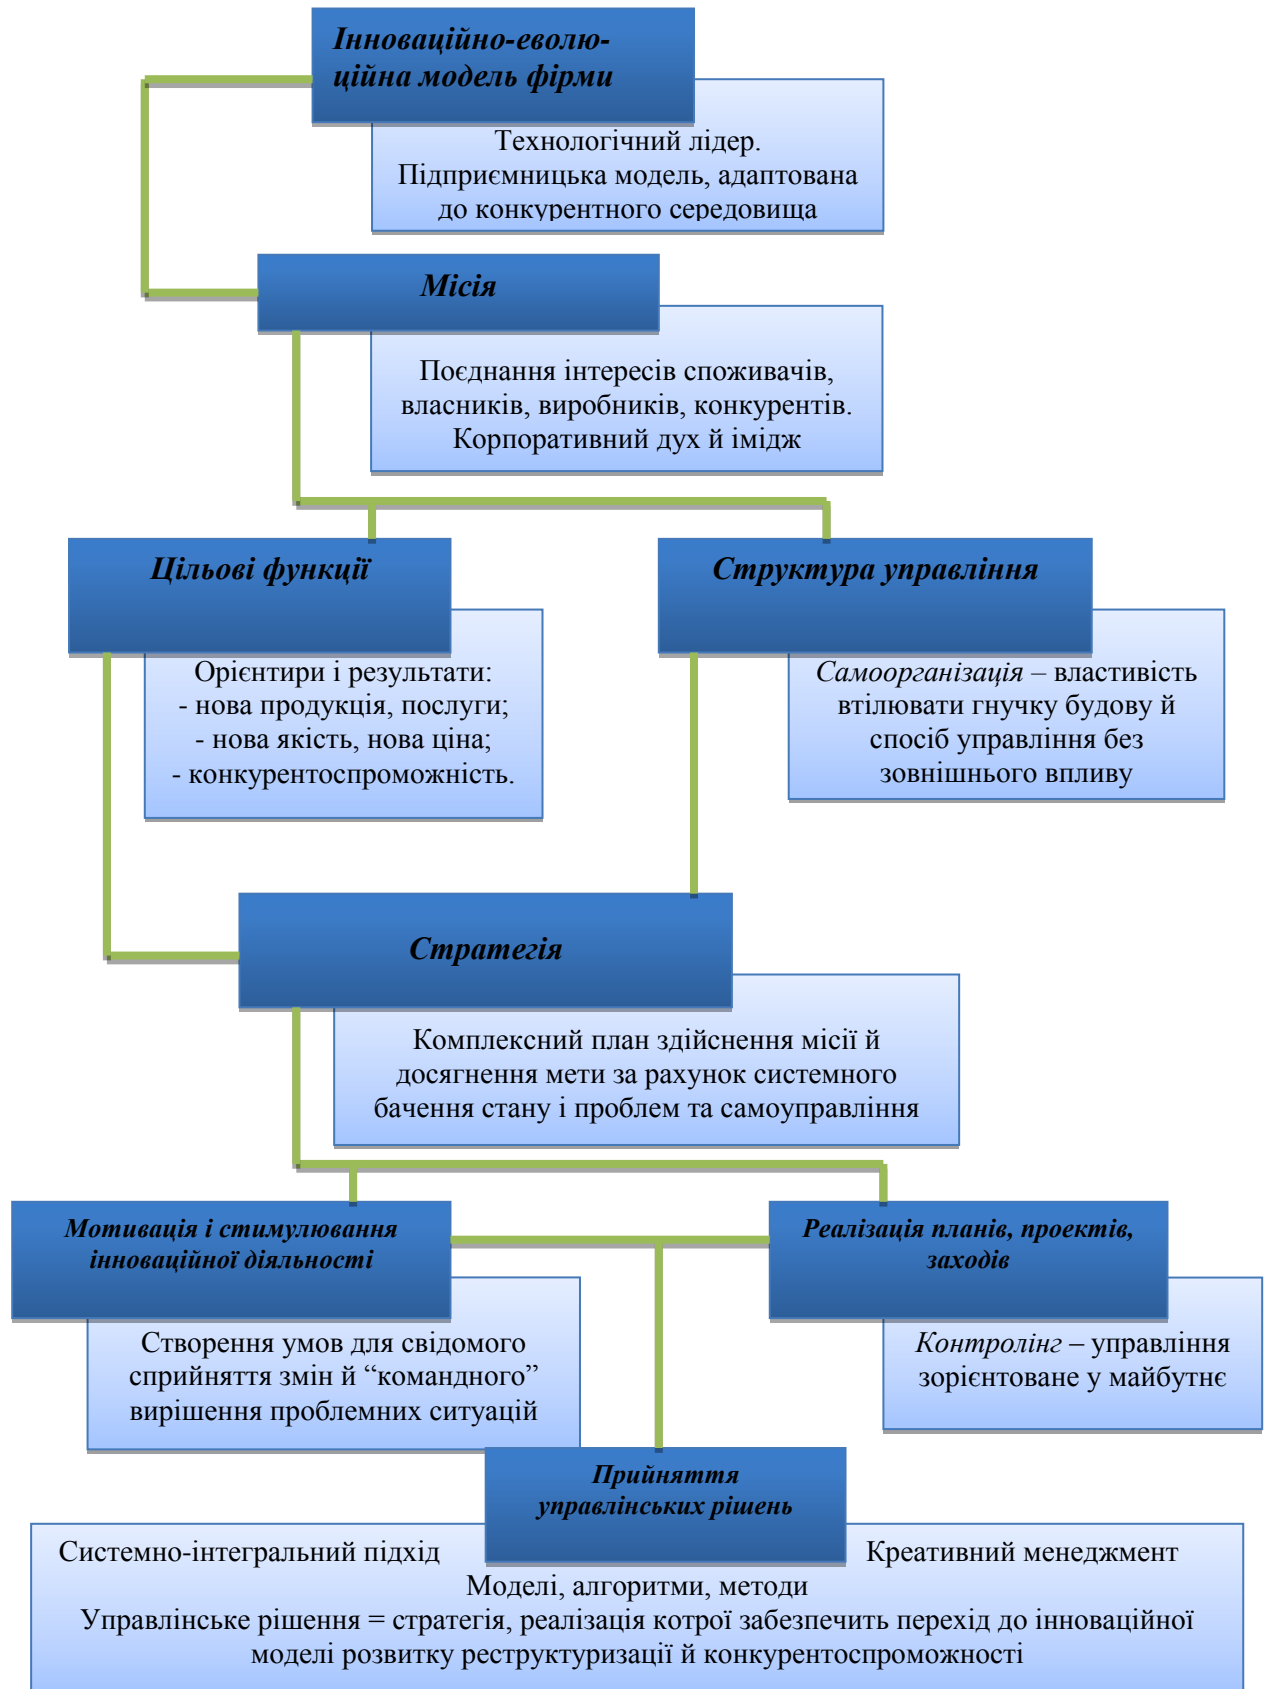 Інноваційно-еволю-
ційна модель фірми
Технологічний лідер.
Підприємницька модель, адаптована
до конкурентного середовища
Місія
Поєднання інтересів споживачів,
власників, виробників, конкурентів.
Корпоративний дух й імідж
Цільові функції
Орієнтири і результати:
- нова продукція, послуги;
- нова якість, нова ціна;
- конкурентоспроможність.
Структура управління
Самоорганізація – властивість
втілювати гнучку будову й
спосіб управління без
зовнішнього впливу
Стратегія
Комплексний план здійснення місії й
досягнення мети за рахунок системного
бачення стану і проблем та самоуправління
Мотивація і стимулювання
інноваційної діяльності
Створення умов для свідомого
сприйняття змін й “командного”
вирішення проблемних ситуацій
Реалізація планів, проектів,
заходів
Контролінг – управління
зорієнтоване у майбутнє
Прийняття
управлінських рішень
Системно-інтегральний підхід Креативний менеджмент
Моделі, алгоритми, методи
Управлінське рішення = стратегія, реалізація котрої забезпечить перехід до інноваційної
моделі розвитку реструктуризації й конкурентоспроможності